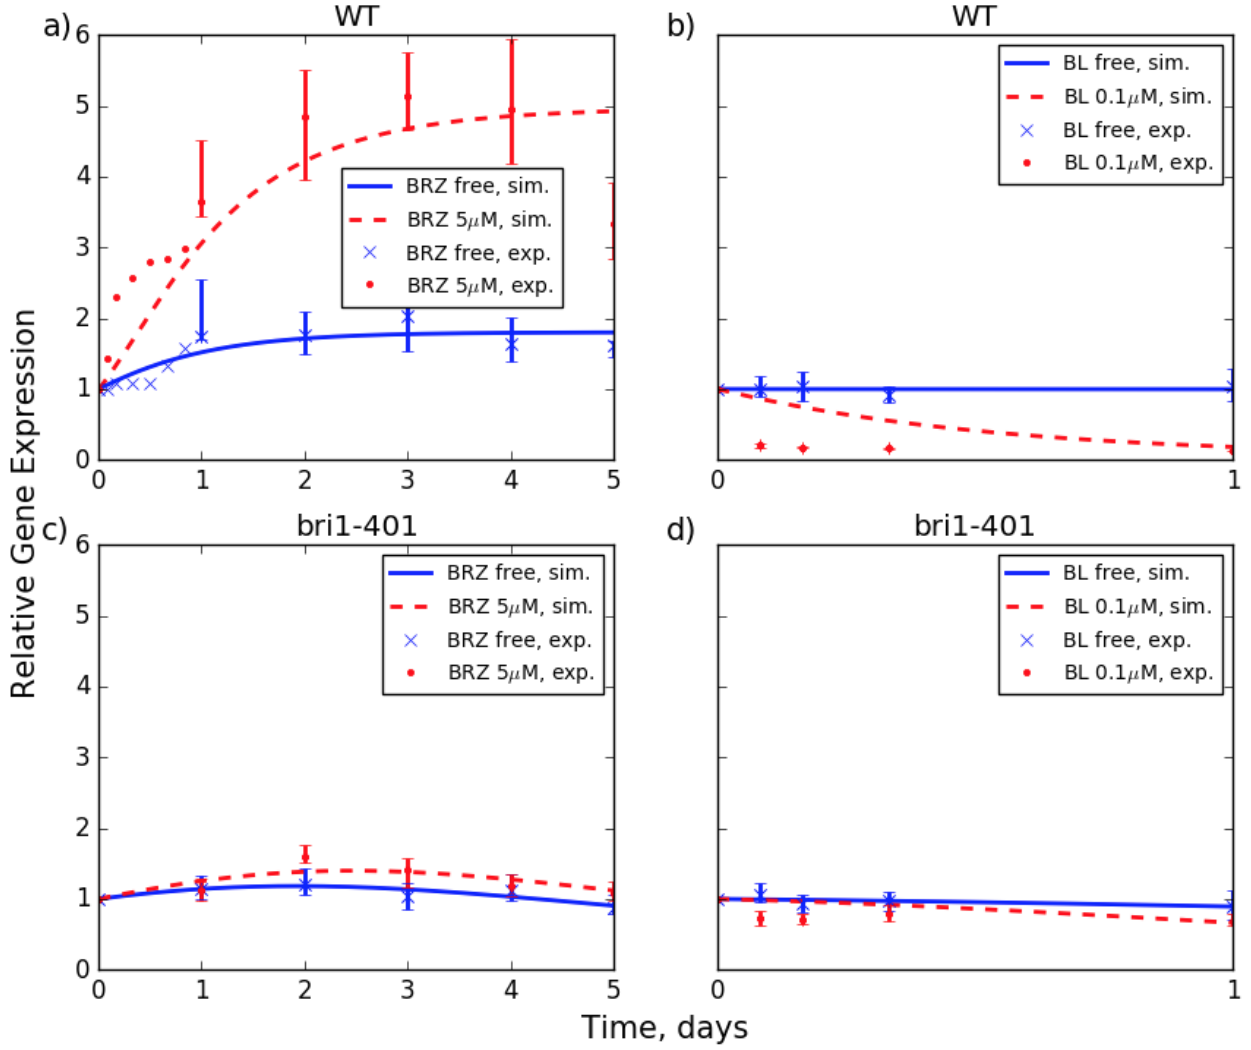 a)
WT
6
5
4
3
2
1
0
0 1 2 3 4 5
BRZ free, sim.
BRZ 5μM, sim.
BRZ free, exp.
BRZ 5μM, exp.
b)
WT
BL free, sim.
BL 0.1μM, sim.
BL free, exp.
BL 0.1μM, exp.
0 1
Relative Gene Expression
c)
bri1-401
6
5
4
3
2
1
0
0 1 2 3 4 5
BRZ free, sim.
BRZ 5μM, sim.
BRZ free, exp.
BRZ 5μM, exp.
d)
bri1-401
BL free, sim.
BL 0.1μM, sim.
BL free, exp.
BL 0.1μM, exp.
0 1
Time, days